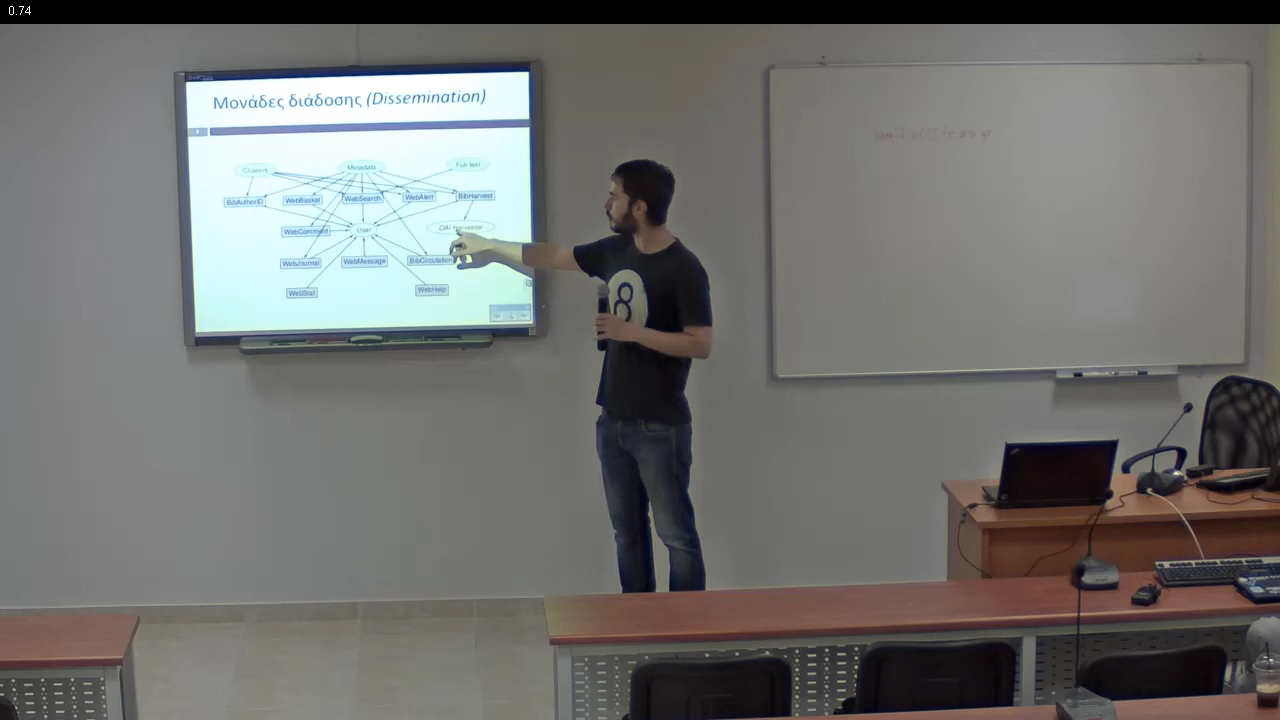 0.74
Μονάδες διάδοσης (Dissemination)
Clusters Metadata Full text
BibAuthorID WebBasket WebSearch WebAlert BibHarvest
WebComment User OAI Harvester
WebJournal WebMessage BibCirculation
WebStat WebHelp
8